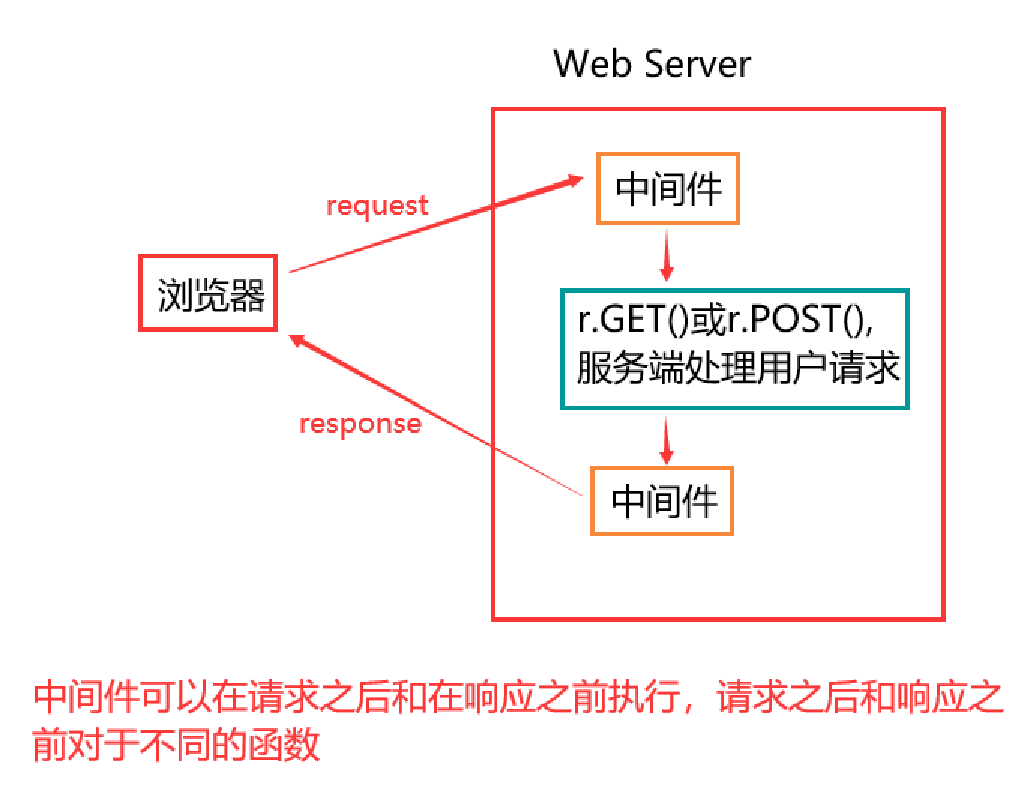 Web Server
中间件
request
浏览器
r.GET()或r.POST(),
服务端处理用户请求
response
中间件
中间件可以在请求之后和在响应之前执行，请求之后和响应之
前对于不同的函数